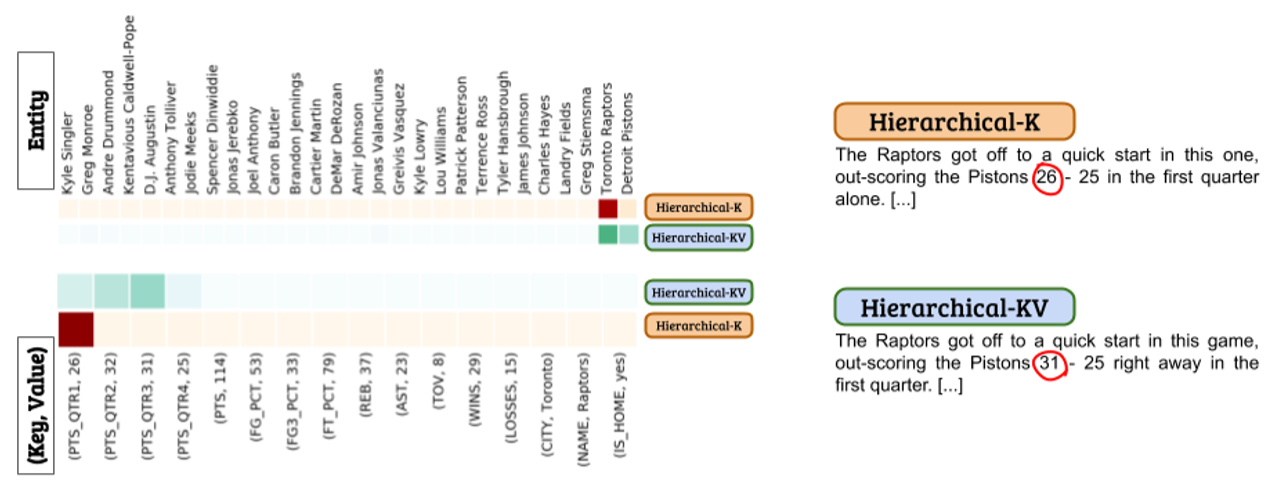 Entity
Kyle Singler
Greg Monroe
Andre Drummond
Kentavious Caldwell-Pope
D.J. Augustin
Anthony Tolliver
Jodie Meeks
Spencer Dinwiddie
Jonas Jerebko
Joel Anthony
Caron Butler
Brandon Jennings
Cartier Martin
DeMar DeRozan
Amir Johnson
Jonas Valanciunas
Greivis Vasquez
Kyle Lowry
Lou Williams
Patrick Patterson
Terrence Ross
Tyler Hansbrough
James Johnson
Charles Hayes
Landry Fields
Greg Stiemsma
Toronto Raptors
Detroit Pistons
Hierarchical-K
Hierarchical-KV
Hierarchical-KV
Hierarchical-K
(Key, Value)
(PTS_QTR1, 26)
(PTS_QTR2, 32)
(PTS_QTR3, 31)
(PTS_QTR4, 25)
(PTS, 114)
(FG_PCT, 53)
(FG3_PCT, 33)
(FT_PCT, 79)
(REB, 37)
(AST, 23)
(TOV, 8)
(WINS, 29)
(LOSSES, 15)
(CITY, Toronto)
(NAME, Raptors)
(IS_HOME, yes)
Hierarchical-K
The Raptors got off to a quick start in this one,
out-scoring the Pistons 26 - 25 in the first quarter
alone. [...]
Hierarchical-KV
The Raptors got off to a quick start in this game,
out-scoring the Pistons 31 - 25 right away in the
first quarter. [...]